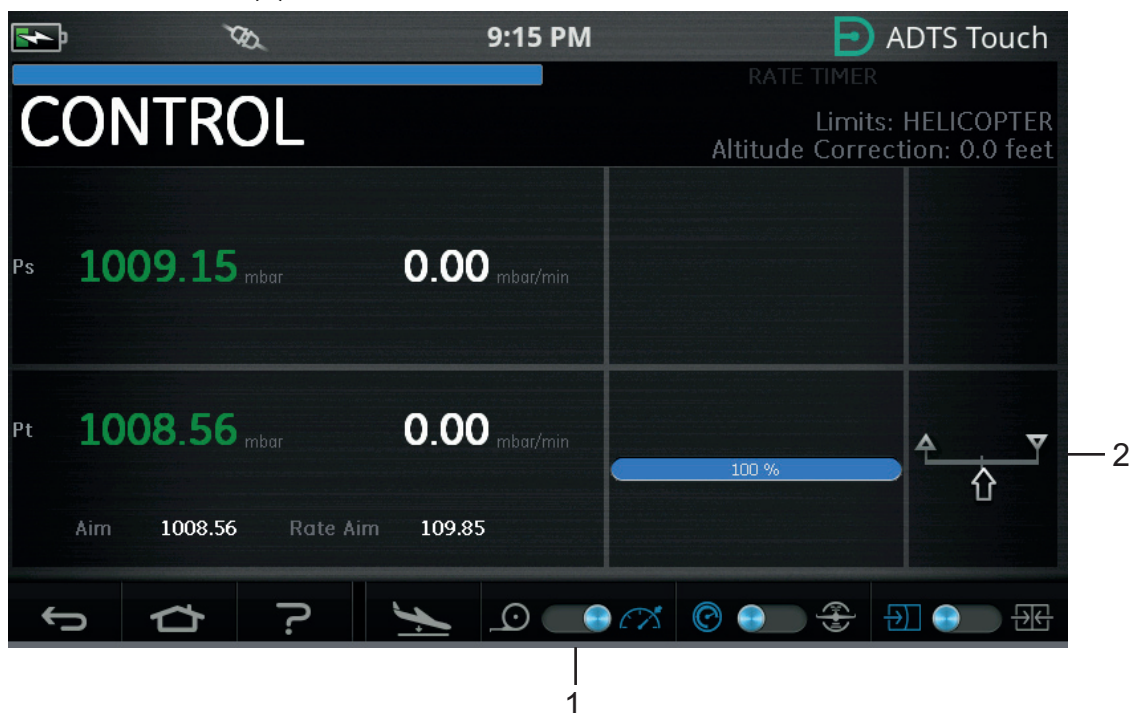 9:15 PM
ADTS Touch
RATE TIMER
CONTROL
Limits: HELICOPTER
Altitude Correction: 0.0 feet
Ps 1009.15 mbar 0.00 mbar/min
Pt 1008.56 mbar 0.00 mbar/min
100 %
Aim 1008.56 Rate Aim 109.85
2
1